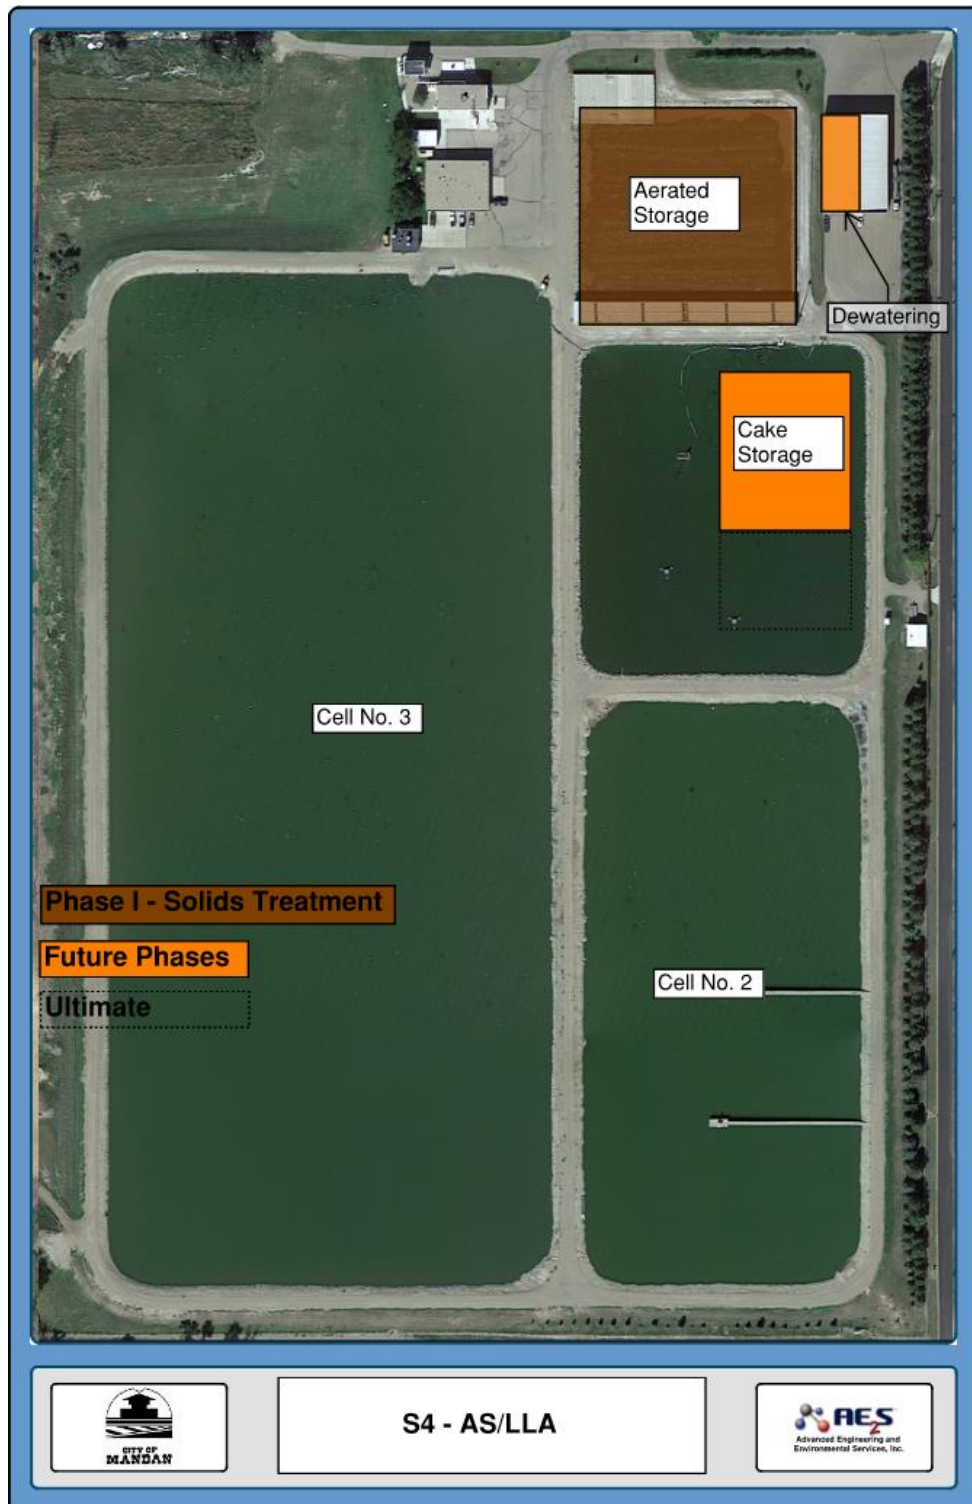 Aerated
Storage
Dewatering
Cake
Storage
Cell No. 3
Phase I - Solids Treatment
Future Phases
Cell No. 2
Ultimate
CITY OF
MANDAN
S4 - AS/LLA
AE2S
Advanced Engineering and
Environmental Services, Inc.